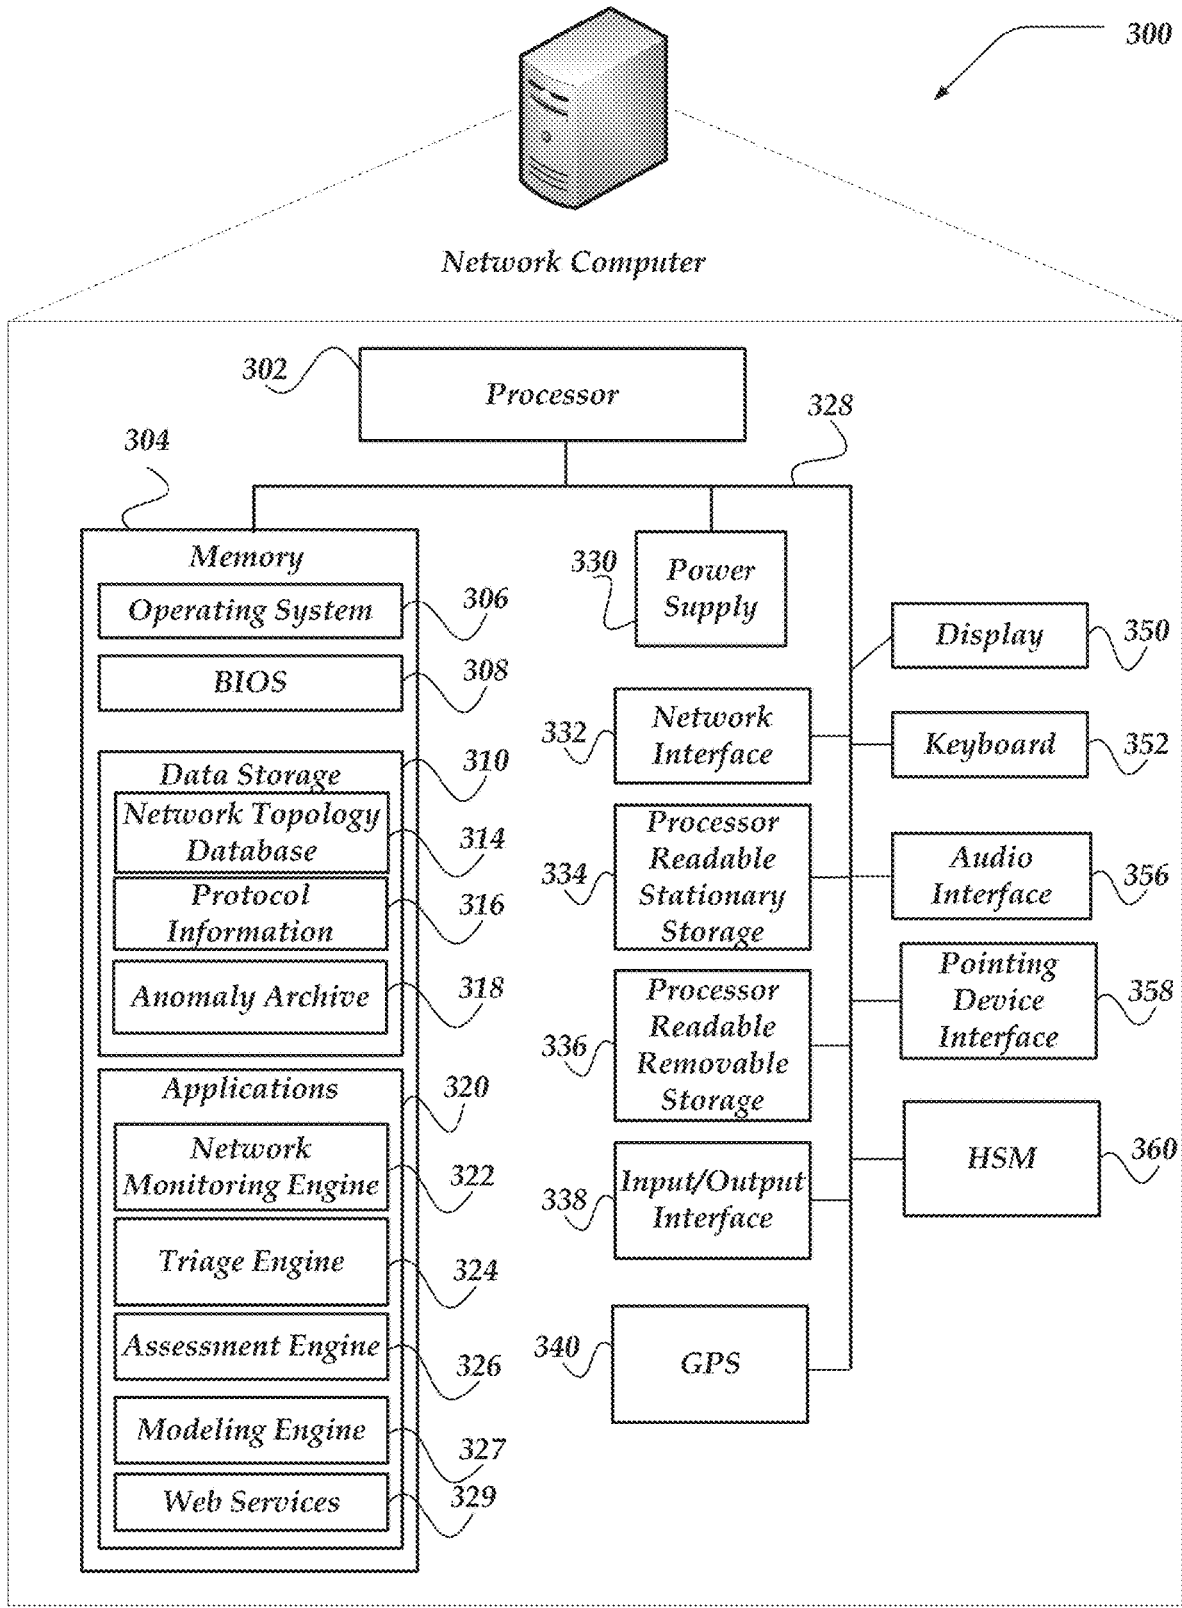 300
Network Computer
302
Processor
328
304
Memory
Operating System
306
BIOS
308
Data Storage
310
Network Topology
Database
314
Protocol
Information
316
Anomaly Archive
318
Applications
320
Network
Monitoring Engine
322
Triage Engine
324
Assessment Engine
326
Modeling Engine
327
Web Services
329
330
Power
Supply
332
Network
Interface
334
Processor
Readable
Stationary
Storage
336
Processor
Readable
Removable
Storage
338
Input/Output
Interface
340
GPS
Display
350
Keyboard
352
Audio
Interface
356
Pointing
Device
Interface
358
HSM
360